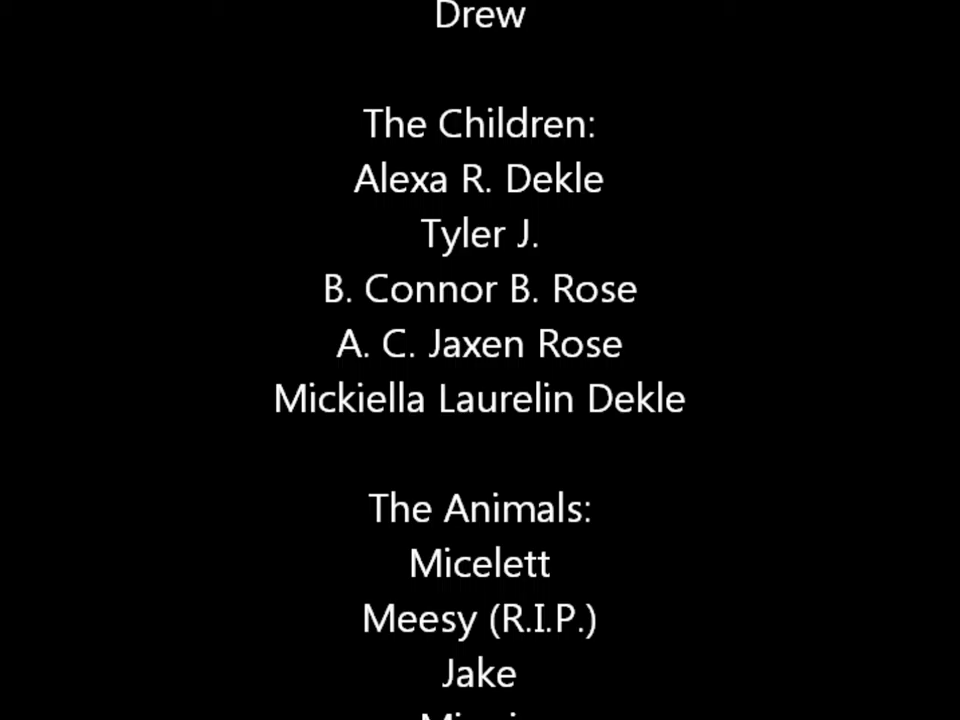 Drew
The Children:
Alexa R. Dekle
Tyler J.
B. Connor B. Rose
A. C. Jaxen Rose
Mickiella Laurelin Dekle
The Animals:
Micelett
Meesy (R.I.P.)
Jake